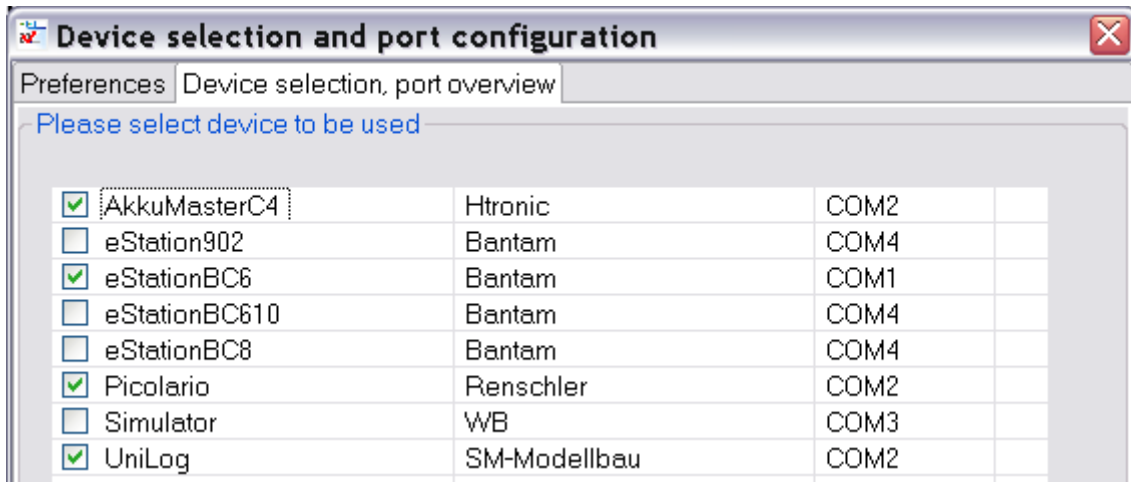 Device selection and port configuration
Preferences Device selection, port overview
Please select device to be used
AkkuMasterC4 Htronic COM2
eStation902 Bantam COM4
eStationBC6 Bantam COM1
eStationBC610 Bantam COM4
eStationBC8 Bantam COM4
Picolario Renschler COM2
Simulator WB COM3
UniLog SM-Modellbau COM2